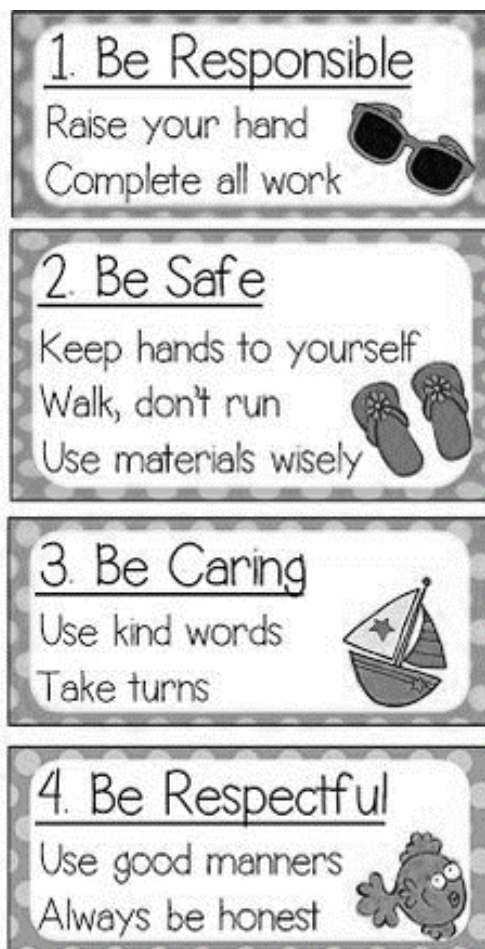 1. Be Responsible
Raise your hand
Complete all work
2. Be Safe
Keep hands to yourself
Walk, don't run
Use materials wisely
3. Be Caring
Use kind words
Take turns
4. Be Respectful
Use good manners
Always be honest